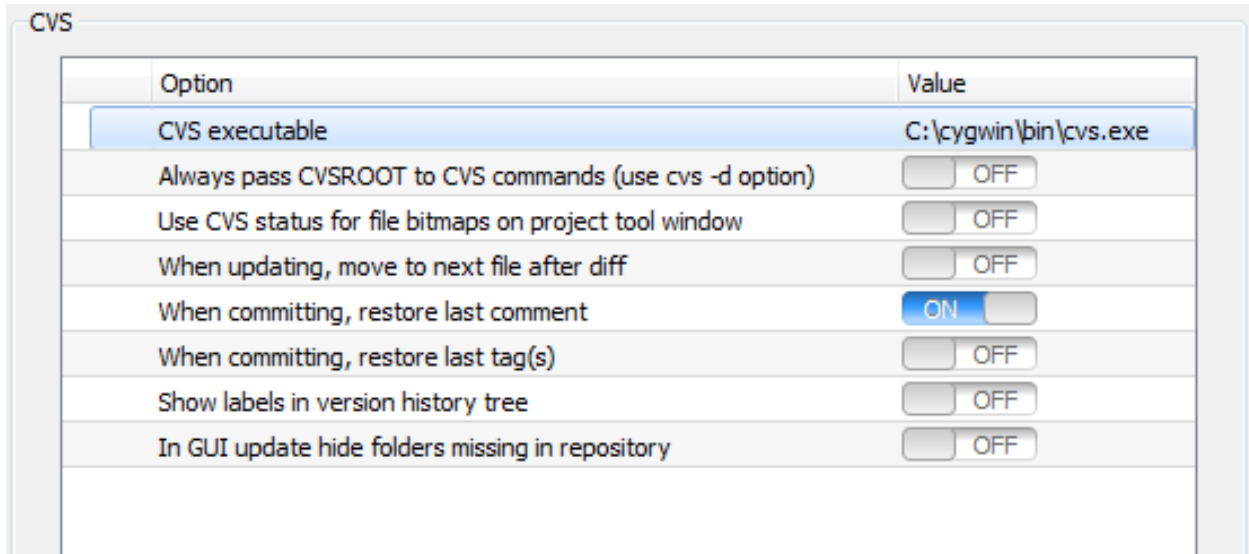 CVS
Option Value
CVS executable C:\cygwin\bin\cvs.exe
Always pass CVSROOT to CVS commands (use cvs -d option) OFF
Use CVS status for file bitmaps on project tool window OFF
When updating, move to next file after diff OFF
When committing, restore last comment ON
When committing, restore last tag(s) OFF
Show labels in version history tree OFF
In GUI update hide folders missing in repository OFF